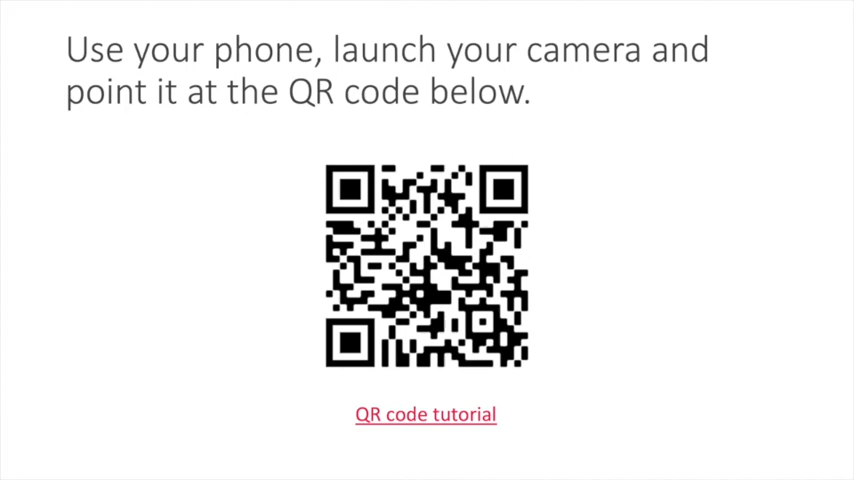 Use your phone, launch your camera and
point it at the QR code below.
QR code tutorial